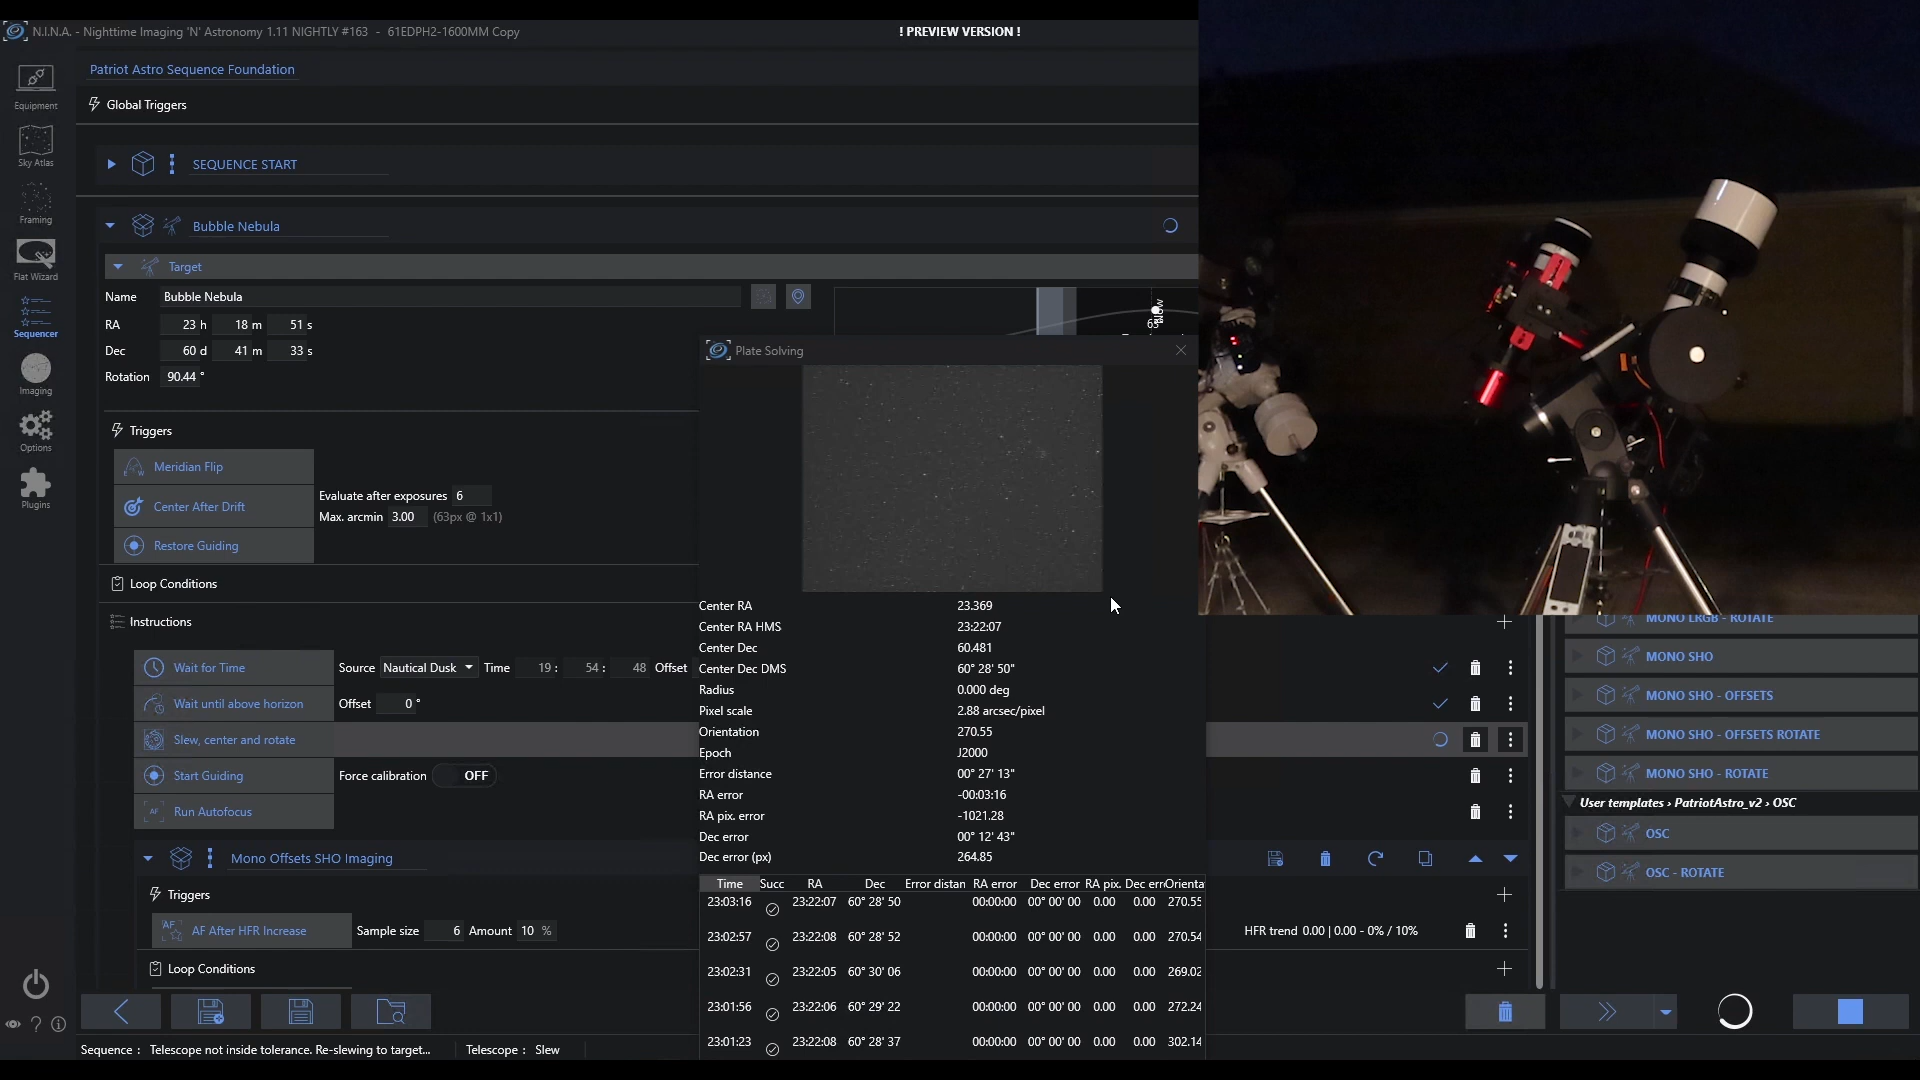 N.I.N.A. - Nighttime Imaging 'N' Astronomy 1.11 NIGHTLY #163 - 61EDPH2-1600MM Copy
! PREVIEW VERSION !
Equipment
Sky Atlas
Framing
Flat Wizard
Sequencer
Imaging
Options
Plugins
Patriot Astro Sequence Foundation
Global Triggers
SEQUENCE START
Bubble Nebula
Target
Name Bubble Nebula
RA 23 h 18 m 51 s
Dec 60 d 41 m 33 s
Rotation 90.44 °
Now
63°
Triggers
Meridian Flip
Center After Drift
Evaluate after exposures 6
Max. arcmin 3.00 (63px @ 1x1)
Restore Guiding
Loop Conditions
Instructions
Wait for Time Source Nautical Dusk Time 19 : 54 : 48 Offset
Wait until above horizon Offset 0 °
Slew, center and rotate
Start Guiding Force calibration OFF
Run Autofocus
Mono Offsets SHO Imaging
Triggers
AF After HFR Increase Sample size 6 Amount 10 %
HFR trend 0.00 | 0.00 - 0% / 10%
Loop Conditions
Sequence : Telescope not inside tolerance. Re-slewing to target...
Telescope : Slew
Plate Solving
Center RA 23.369
Center RA HMS 23:22:07
Center Dec 60.481
Center Dec DMS 60° 28' 50"
Radius 0.000 deg
Pixel scale 2.88 arcsec/pixel
Orientation 270.55
Epoch J2000
Error distance 00° 27' 13"
RA error -00:03:16
RA pix. error -1021.28
Dec error 00° 12' 43"
Dec error (px) 264.85
Time Succ RA Dec Error distan RA error Dec error RA pix. Dec err Orienta
23:03:16 23:22:07 60° 28' 50 00:00:00 00° 00' 00 0.00 0.00 270.55
23:02:57 23:22:08 60° 28' 52 00:00:00 00° 00' 00 0.00 0.00 270.54
23:02:31 23:22:05 60° 30' 06 00:00:00 00° 00' 00 0.00 0.00 269.02
23:01:56 23:22:06 60° 29' 22 00:00:00 00° 00' 00 0.00 0.00 272.24
23:01:23 23:22:08 60° 28' 37 00:00:00 00° 00' 00 0.00 0.00 302.14
MONO LRGB - ROTATE
MONO SHO
MONO SHO - OFFSETS
MONO SHO - OFFSETS ROTATE
MONO SHO - ROTATE
User templates › PatriotAstro_v2 › OSC
OSC
OSC - ROTATE